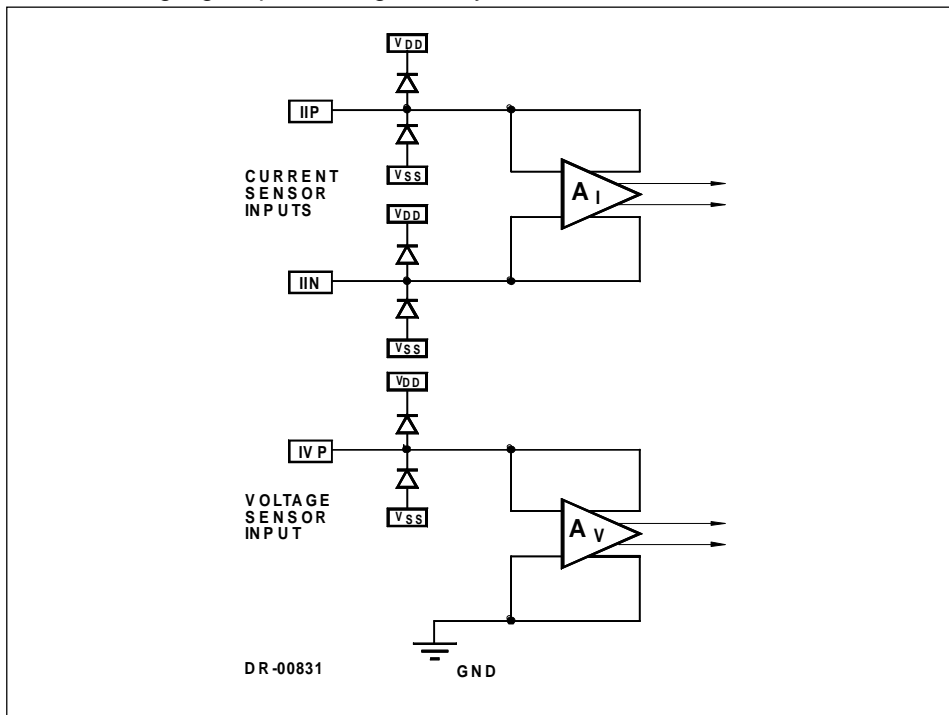 VDD
IIP
VSS
CURRENT
SENSOR
INPUTS
AI
VDD
IIN
VSS
VDD
IVP
VSS
VOLTAGE
SENSOR
INPUT
AV
DR-00831
GND